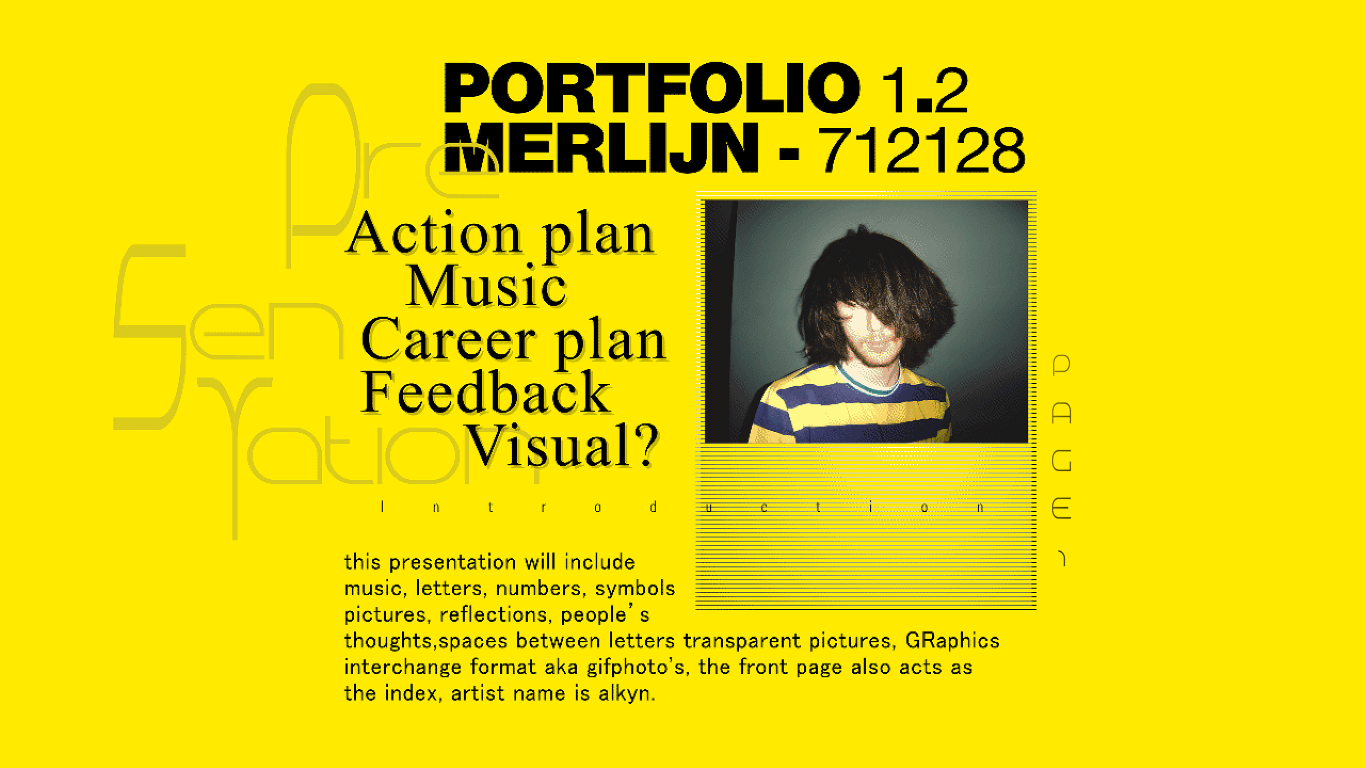 PORTFOLIO 1.2
MERLIJN - 712128
Pre
Sen
Tation
Action plan
Music
Career plan
Feedback
Visual?
Introduction
PAGE 1
this presentation will include
music, letters, numbers, symbols
pictures, reflections, people’s
thoughts,spaces between letters transparent pictures, GRaphics
interchange format aka gifphoto’s, the front page also acts as
the index, artist name is alkyn.